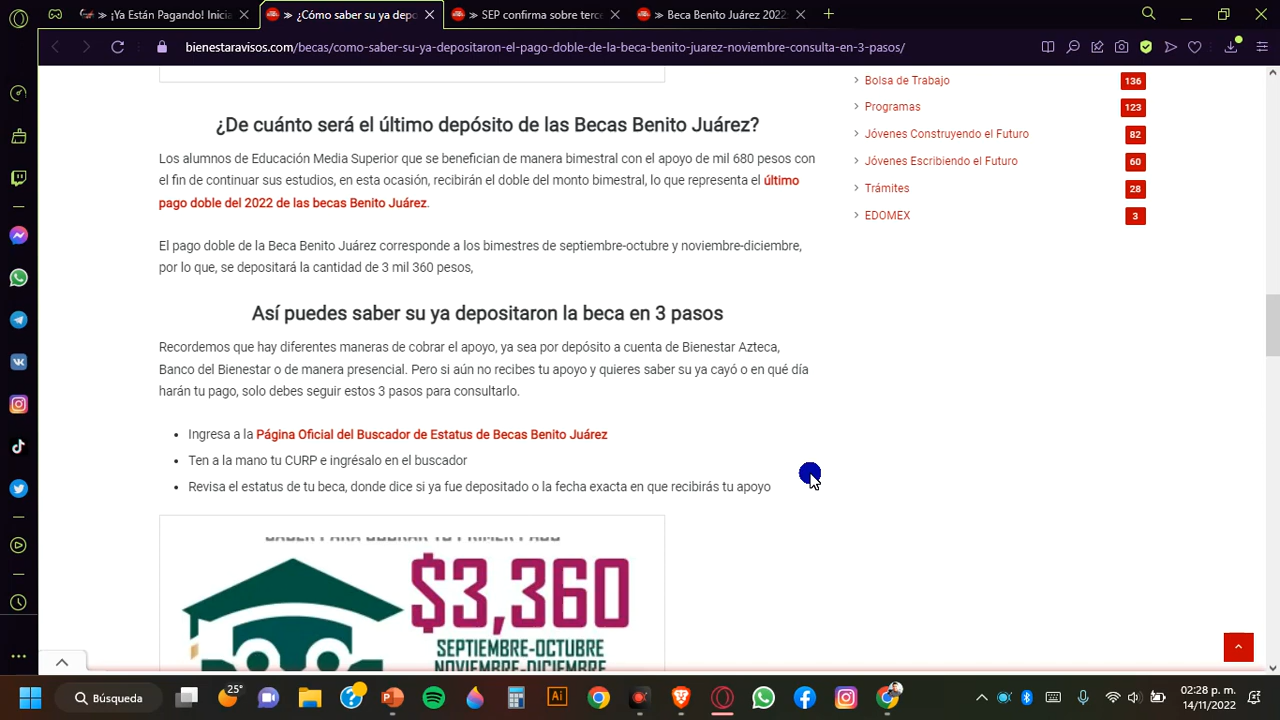 ≫ ¡Ya Están Pagando! Inicia
≫ ¿Cómo saber su ya depo
≫ SEP confirma sobre terce
≫ Beca Benito Juárez 2022:
bienestaravisos.com/becas/como-saber-su-ya-depositaron-el-pago-doble-de-la-beca-benito-juarez-noviembre-consulta-en-3-pasos/
Bolsa de Trabajo 136
Programas 123
Jóvenes Construyendo el Futuro 82
Jóvenes Escribiendo el Futuro 60
Trámites 28
EDOMEX 3
¿De cuánto será el último depósito de las Becas Benito Juárez?
Los alumnos de Educación Media Superior que se benefician de manera bimestral con el apoyo de mil 680 pesos con
el fin de continuar sus estudios, en esta ocasión, recibirán el doble del monto bimestral, lo que representa el último
pago doble del 2022 de las becas Benito Juárez.
El pago doble de la Beca Benito Juárez corresponde a los bimestres de septiembre-octubre y noviembre-diciembre,
por lo que, se depositará la cantidad de 3 mil 360 pesos,
Así puedes saber su ya depositaron la beca en 3 pasos
Recordemos que hay diferentes maneras de cobrar el apoyo, ya sea por depósito a cuenta de Bienestar Azteca,
Banco del Bienestar o de manera presencial. Pero si aún no recibes tu apoyo y quieres saber su ya cayó o en qué día
harán tu pago, solo debes seguir estos 3 pasos para consultarlo.
• Ingresa a la Página Oficial del Buscador de Estatus de Becas Benito Juárez
• Ten a la mano tu CURP e ingrésalo en el buscador
• Revisa el estatus de tu beca, donde dice si ya fue depositado o la fecha exacta en que recibirás tu apoyo
SABER PARA COBRAR TU PRIMER PAGO
$3,360
SEPTIEMBRE-OCTUBRE
NOVIEMBRE-DICIEMBRE
Búsqueda
25°
Ai
02:28 p. m.
14/11/2022